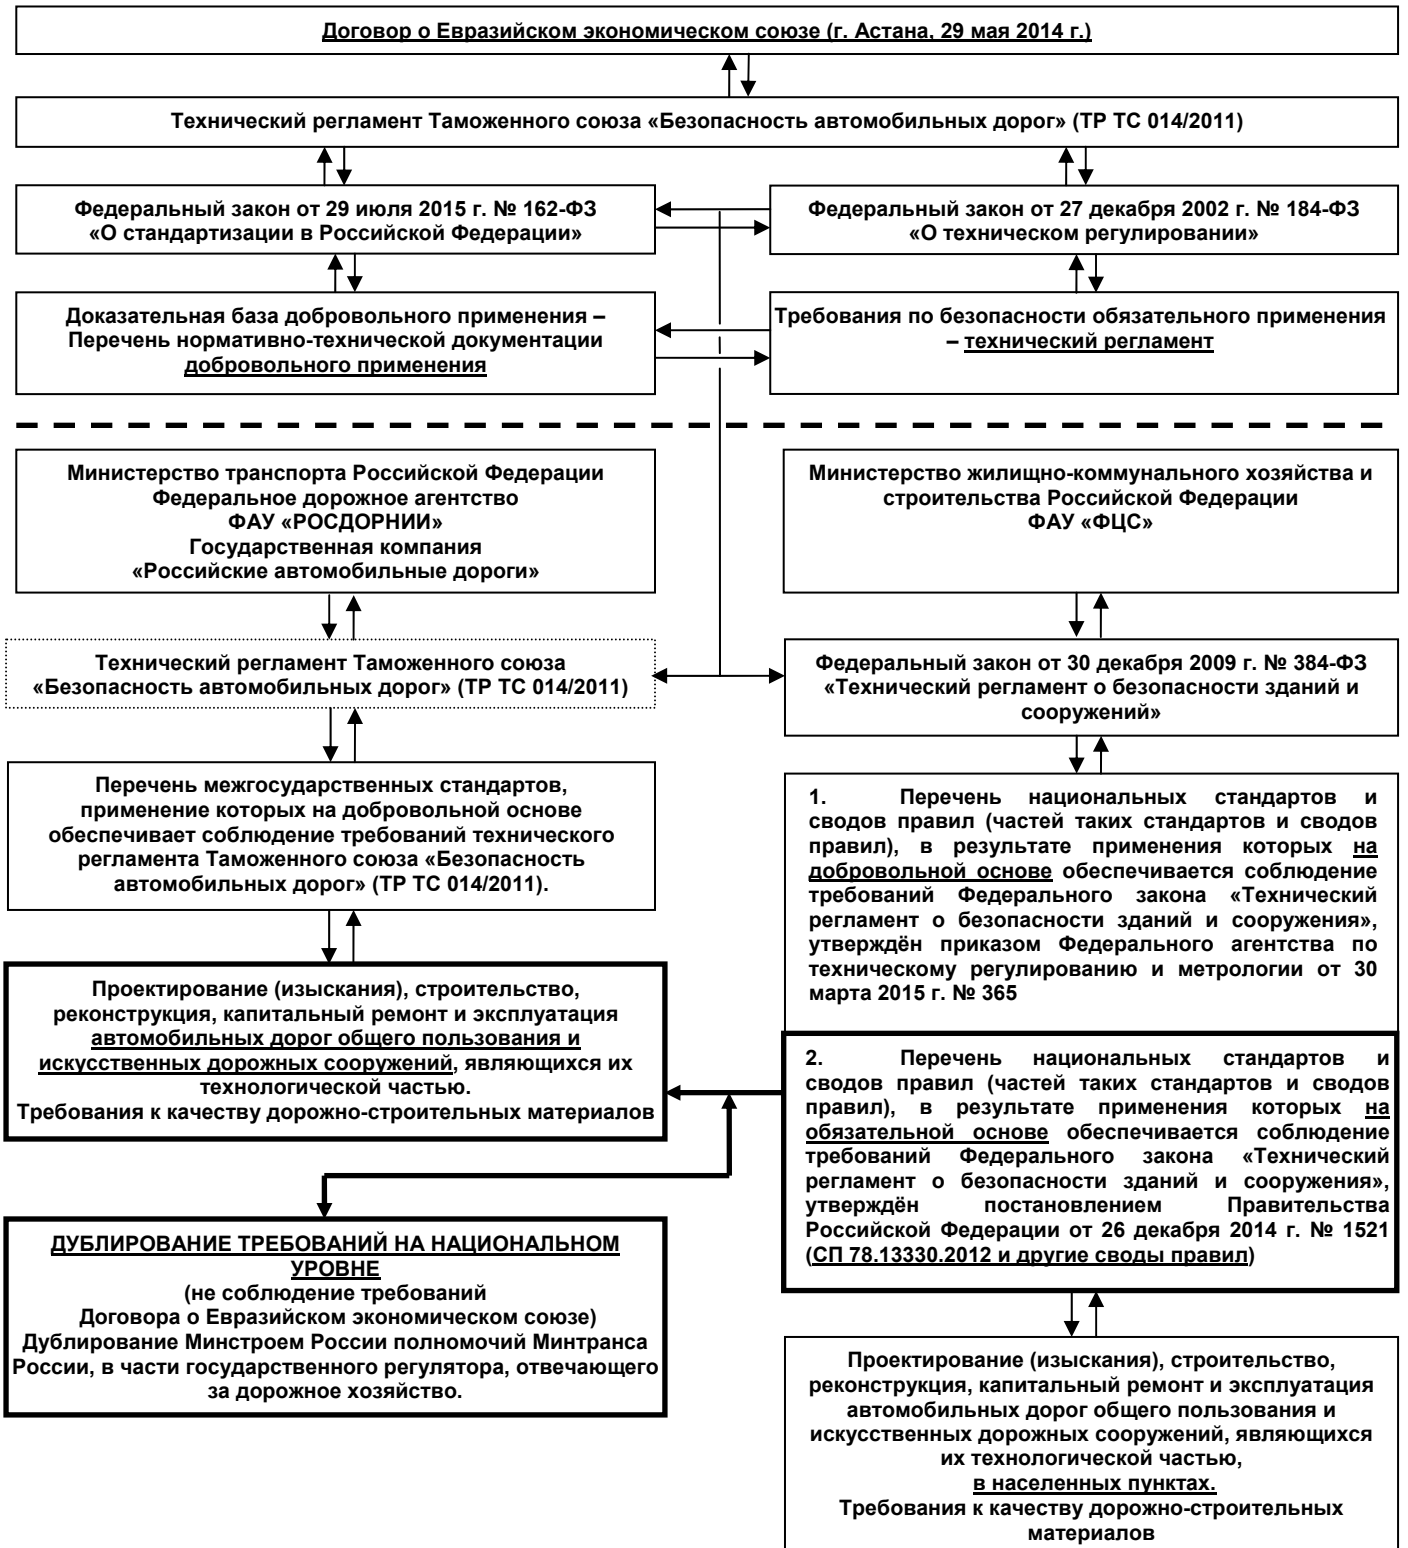 Договор о Евразийском экономическом союзе (г. Астана, 29 мая 2014 г.)
Технический регламент Таможенного союза «Безопасность автомобильных дорог» (ТР ТС 014/2011)
Федеральный закон от 29 июля 2015 г. № 162-ФЗ
«О стандартизации в Российской Федерации»
Федеральный закон от 27 декабря 2002 г. № 184-ФЗ
«О техническом регулировании»
Доказательная база добровольного применения –
Перечень нормативно-технической документации
добровольного применения
Требования по безопасности обязательного применения
– технический регламент
Министерство транспорта Российской Федерации
Федеральное дорожное агентство
ФАУ «РОСДОРНИИ»
Государственная компания
«Российские автомобильные дороги»
Министерство жилищно-коммунального хозяйства и
строительства Российской Федерации
ФАУ «ФЦС»
Технический регламент Таможенного союза
«Безопасность автомобильных дорог» (ТР ТС 014/2011)
Федеральный закон от 30 декабря 2009 г. № 384-ФЗ
«Технический регламент о безопасности зданий и
сооружений»
Перечень межгосударственных стандартов,
применение которых на добровольной основе
обеспечивает соблюдение требований технического
регламента Таможенного союза «Безопасность
автомобильных дорог» (ТР ТС 014/2011).
1. Перечень национальных стандартов и
сводов правил (частей таких стандартов и сводов
правил), в результате применения которых на
добровольной основе обеспечивается соблюдение
требований Федерального закона «Технический
регламент о безопасности зданий и сооружения»,
утверждён приказом Федерального агентства по
техническому регулированию и метрологии от 30
марта 2015 г. № 365
Проектирование (изыскания), строительство,
реконструкция, капитальный ремонт и эксплуатация
автомобильных дорог общего пользования и
искусственных дорожных сооружений, являющихся их
технологической частью.
Требования к качеству дорожно-строительных материалов
2. Перечень национальных стандартов и
сводов правил (частей таких стандартов и сводов
правил), в результате применения которых на
обязательной основе обеспечивается соблюдение
требований Федерального закона «Технический
регламент о безопасности зданий и сооружения»,
утверждён постановлением Правительства
Российской Федерации от 26 декабря 2014 г. № 1521
(СП 78.13330.2012 и другие своды правил)
ДУБЛИРОВАНИЕ ТРЕБОВАНИЙ НА НАЦИОНАЛЬНОМ
УРОВНЕ
(не соблюдение требований
Договора о Евразийском экономическом союзе)
Дублирование Минстроем России полномочий Минтранса
России, в части государственного регулятора, отвечающего
за дорожное хозяйство.
Проектирование (изыскания), строительство,
реконструкция, капитальный ремонт и эксплуатация
автомобильных дорог общего пользования и
искусственных дорожных сооружений, являющихся
их технологической частью,
в населенных пунктах.
Требования к качеству дорожно-строительных
материалов